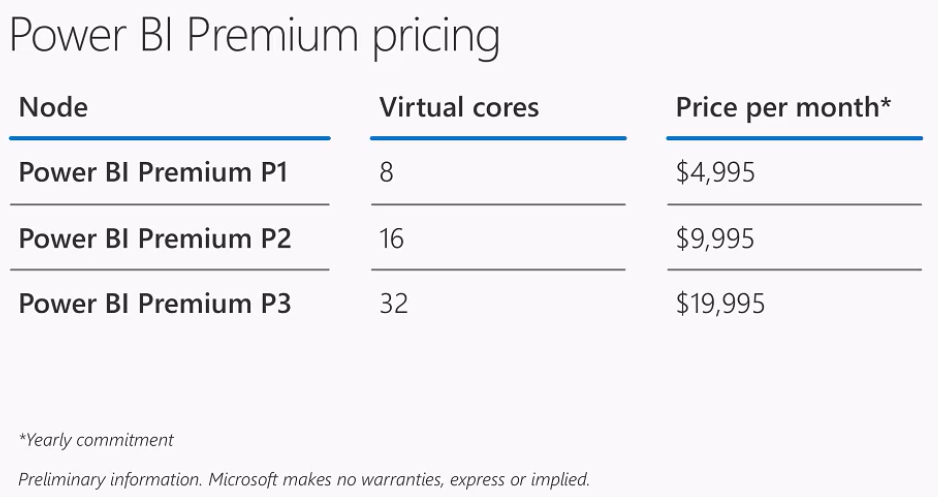 Power BI Premium pricing
Node Virtual cores Price per month*
Power BI Premium P1 8 $4,995
Power BI Premium P2 16 $9,995
Power BI Premium P3 32 $19,995
*Yearly commitment
Preliminary information. Microsoft makes no warranties, express or implied.